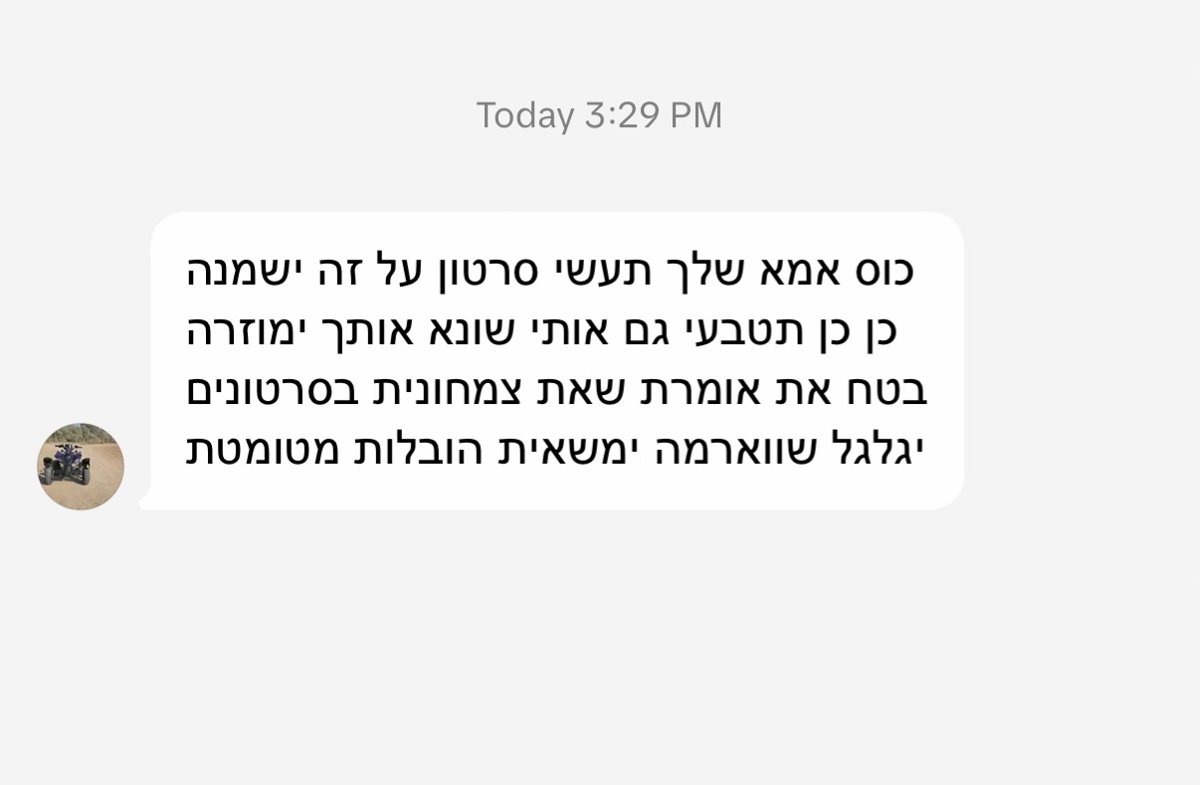 Today 3:29 PM
כוס אמא שלך תעשי סרטון על זה ישמנה
כן כן תטבעי גם אותי שונא אותך ימוזרה
בטח את אומרת שאת צמחונית בסרטונים
יגלגל שווארמה ימשאית הובלות מטומטת